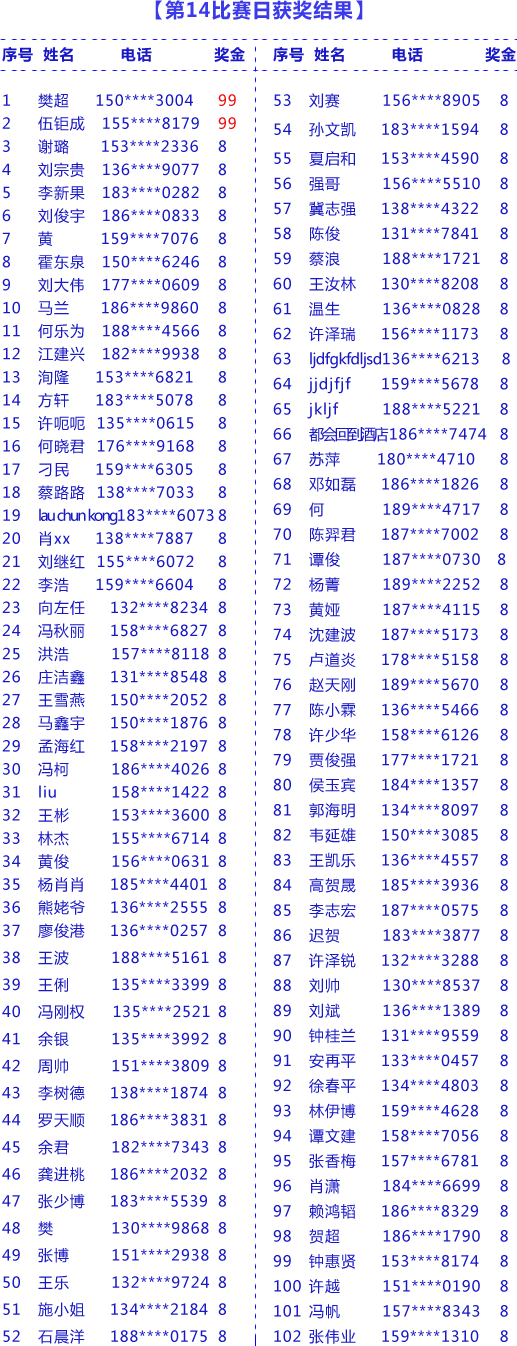 【第14比赛日获奖结果】
序号 姓名 电话 奖金
1 樊超 150****3004 99
2 伍钜成 155****8179 99
3 谢璐 153****2336 8
4 刘宗贵 136****9077 8
5 李新果 183****0282 8
6 刘俊宇 186****0833 8
7 黄 159****7076 8
8 霍东泉 150****6246 8
9 刘大伟 177****0609 8
10 马兰 186****9860 8
11 何乐为 188****4566 8
12 江建兴 182****9938 8
13 洵隆 153****6821 8
14 方轩 183****5078 8
15 许呃呃 135****0615 8
16 何晓君 176****9168 8
17 刁民 159****6305 8
18 蔡路路 138****7033 8
19 lau chun kong 183****6073 8
20 肖xx 138****7887 8
21 刘继红 155****6072 8
22 李浩 159****6604 8
23 向左任 132****8234 8
24 冯秋丽 158****6827 8
25 洪浩 157****8118 8
26 庄洁鑫 131****8548 8
27 王雪燕 150****2052 8
28 马鑫宇 150****1876 8
29 孟海红 158****2197 8
30 冯柯 186****4026 8
31 liu 158****1422 8
32 王彬 153****3600 8
33 林杰 155****6714 8
34 黄俊 156****0631 8
35 杨肖肖 185****4401 8
36 熊姥爷 136****2555 8
37 廖俊港 136****0257 8
38 王波 188****5161 8
39 王俐 135****3399 8
40 冯刚权 135****2521 8
41 余银 135****3992 8
42 周帅 151****3809 8
43 李树德 138****1874 8
44 罗天顺 186****3831 8
45 余君 182****7343 8
46 龚进桃 186****2032 8
47 张少博 183****5539 8
48 樊 130****9868 8
49 张博 151****2938 8
50 王乐 132****9724 8
51 施小姐 134****2184 8
52 石晨洋 188****0175 8
序号 姓名 电话 奖金
53 刘赛 156****8905 8
54 孙文凯 183****1594 8
55 夏启和 153****4590 8
56 强哥 156****5510 8
57 冀志强 138****4322 8
58 陈俊 131****7841 8
59 蔡浪 188****1721 8
60 王汝林 130****8208 8
61 温生 136****0828 8
62 许泽瑞 156****1173 8
63 ljdfgkfdljsd 136****6213 8
64 jjdjfjf 159****5678 8
65 jkljf 188****5221 8
66 都会回到酒店 186****7474 8
67 苏萍 180****4710 8
68 邓如磊 186****1826 8
69 何 189****4717 8
70 陈羿君 187****7002 8
71 谭俊 187****0730 8
72 杨菁 189****2252 8
73 黄娅 187****4115 8
74 沈建波 187****5173 8
75 卢道炎 178****5158 8
76 赵天刚 189****5670 8
77 陈小霖 136****5466 8
78 许少华 158****6126 8
79 贾俊强 177****1721 8
80 侯玉宾 184****1357 8
81 郭海明 134****8097 8
82 韦延雄 150****3085 8
83 王凯乐 136****4557 8
84 高贺晟 185****3936 8
85 李志宏 187****0575 8
86 迟贺 183****3877 8
87 许泽锐 132****3288 8
88 刘帅 130****8537 8
89 刘斌 136****1389 8
90 钟桂兰 131****9559 8
91 安再平 133****0457 8
92 徐春平 134****4803 8
93 林伊博 159****4628 8
94 谭文建 158****7056 8
95 张香梅 157****6781 8
96 肖潇 184****6699 8
97 赖鸿韬 186****8329 8
98 贺超 186****1790 8
99 钟惠贤 153****8174 8
100 许越 151****0190 8
101 冯帆 157****8343 8
102 张伟业 159****1310 8